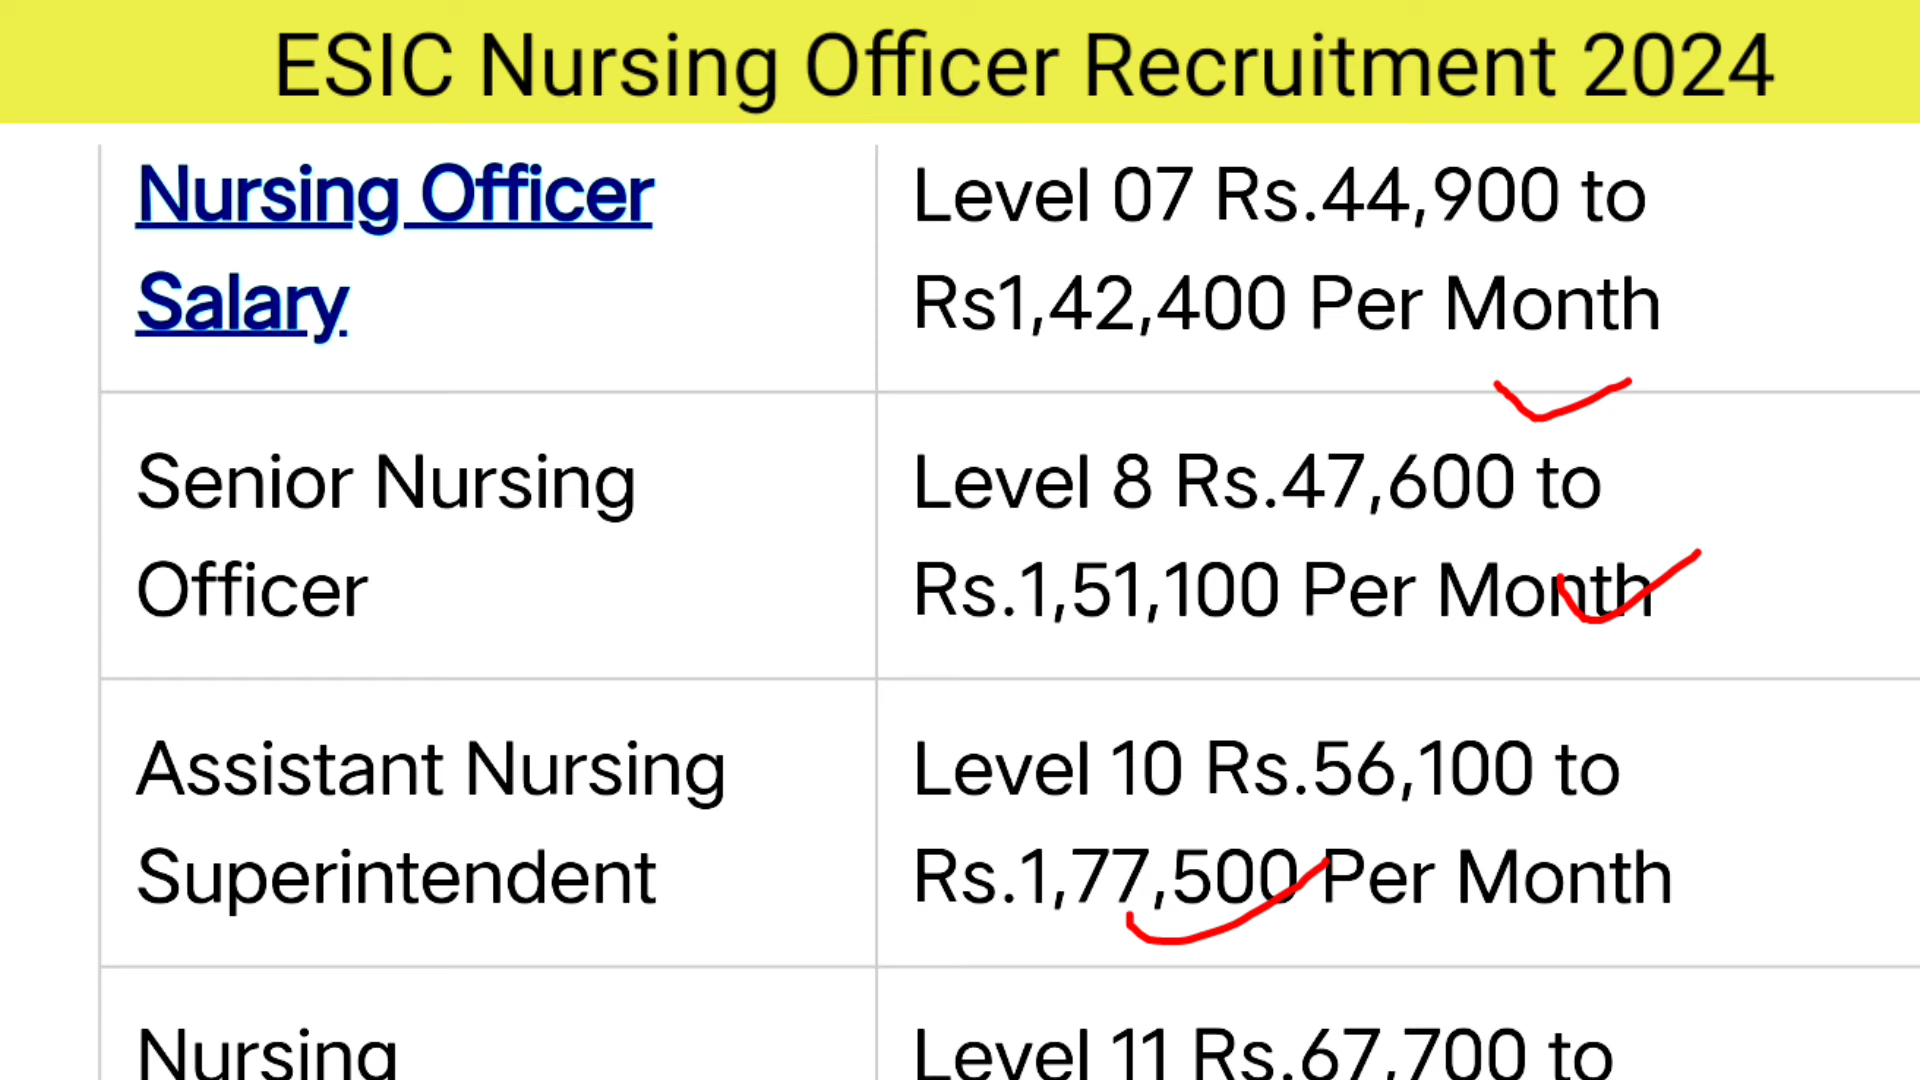 ESIC Nursing Officer Recruitment 2024
Nursing Officer
Salary
Level 07 Rs.44,900 to
Rs1,42,400 Per Month
Senior Nursing
Officer
Level 8 Rs.47,600 to
Rs.1,51,100 Per Month
Assistant Nursing
Superintendent
Level 10 Rs.56,100 to
Rs.1,77,500 Per Month
Nursing
Level 11 Rs.67,700 to